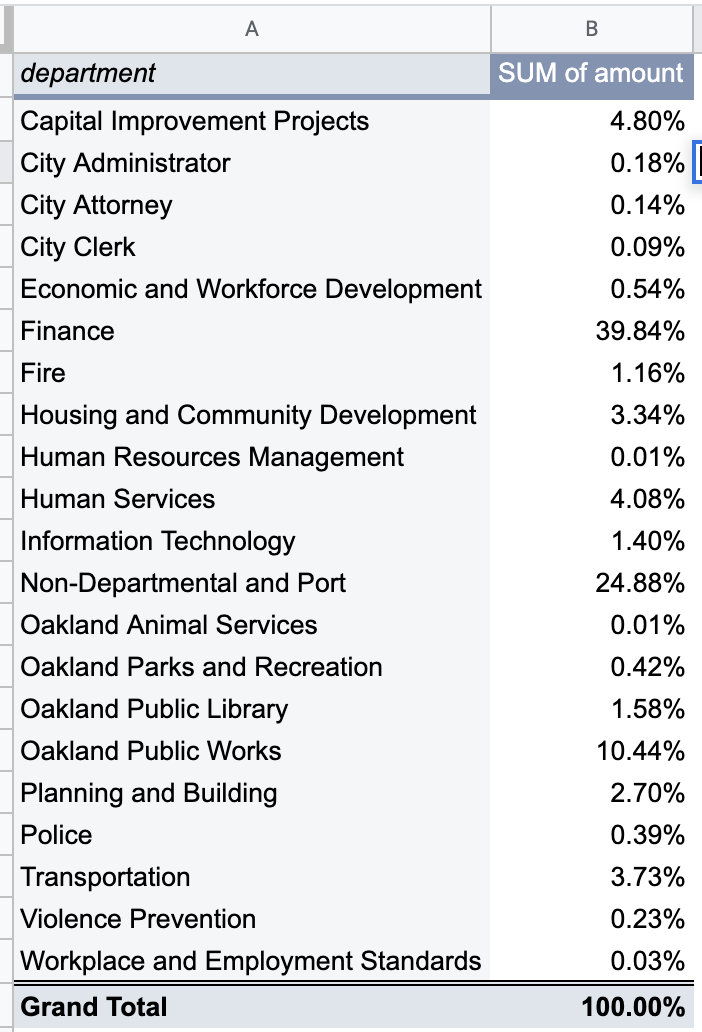 A B
department SUM of amount
Capital Improvement Projects 4.80%
City Administrator 0.18%
City Attorney 0.14%
City Clerk 0.09%
Economic and Workforce Development 0.54%
Finance 39.84%
Fire 1.16%
Housing and Community Development 3.34%
Human Resources Management 0.01%
Human Services 4.08%
Information Technology 1.40%
Non-Departmental and Port 24.88%
Oakland Animal Services 0.01%
Oakland Parks and Recreation 0.42%
Oakland Public Library 1.58%
Oakland Public Works 10.44%
Planning and Building 2.70%
Police 0.39%
Transportation 3.73%
Violence Prevention 0.23%
Workplace and Employment Standards 0.03%
Grand Total 100.00%